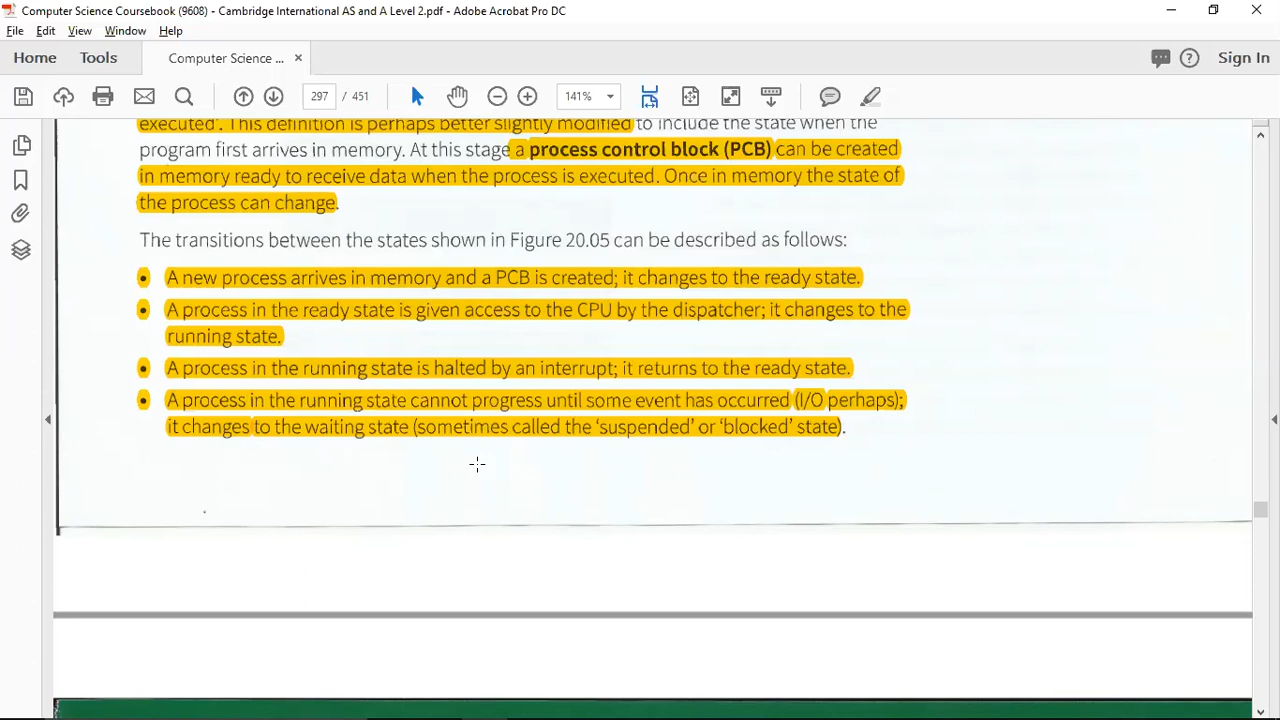 Computer Science Coursebook (9608) - Cambridge International AS and A Level 2.pdf - Adobe Acrobat Pro DC
File Edit View Window Help
Home Tools Computer Science ... × Sign In
297 / 451 141%
executed'. This definition is perhaps better slightly modified to include the state when the
program first arrives in memory. At this stage a process control block (PCB) can be created
in memory ready to receive data when the process is executed. Once in memory the state of
the process can change.
The transitions between the states shown in Figure 20.05 can be described as follows:
• A new process arrives in memory and a PCB is created; it changes to the ready state.
• A process in the ready state is given access to the CPU by the dispatcher; it changes to the
running state.
• A process in the running state is halted by an interrupt; it returns to the ready state.
• A process in the running state cannot progress until some event has occurred (I/O perhaps);
it changes to the waiting state (sometimes called the 'suspended' or 'blocked' state).